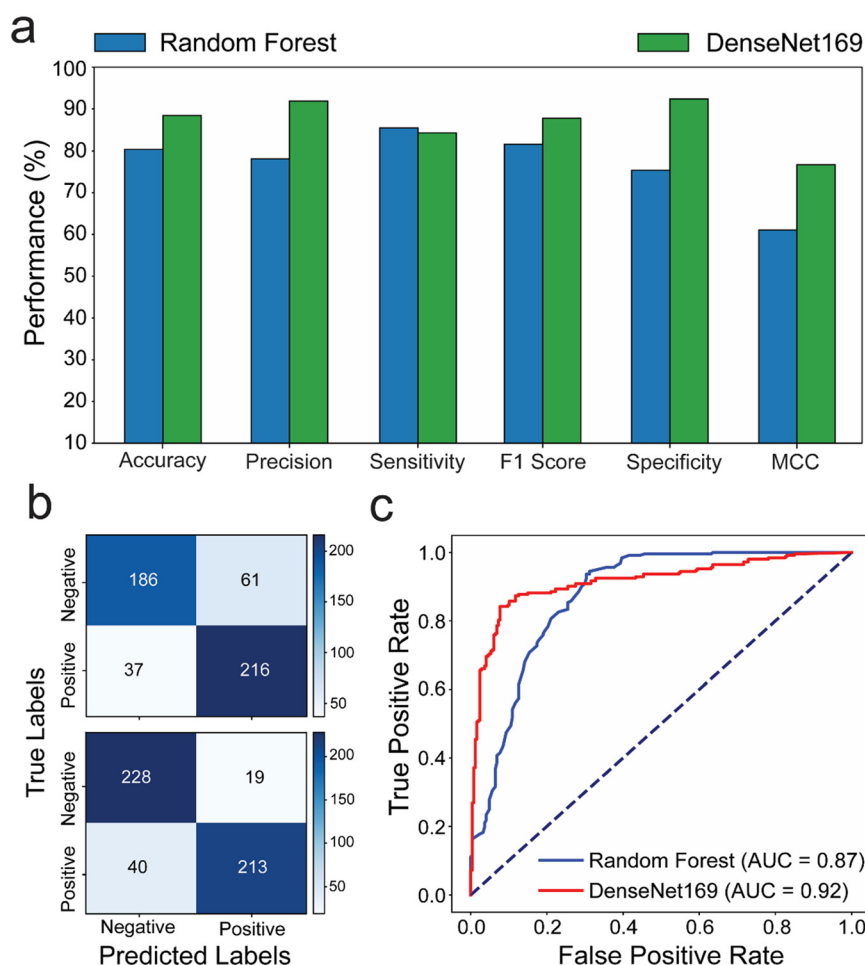 a
Random Forest
DenseNet169
Performance (%)
100
90
80
70
60
50
40
30
20
10
Accuracy Precision Sensitivity F1 Score Specificity MCC
b
True Labels
Negative
Positive
186 61
37 216
200
150
100
50
Negative
Positive
228 19
40 213
200
150
100
50
Negative Positive
Predicted Labels
c
True Positive Rate
1.0
0.8
0.6
0.4
0.2
0.0
Random Forest (AUC = 0.87)
DenseNet169 (AUC = 0.92)
0.0 0.2 0.4 0.6 0.8 1.0
False Positive Rate